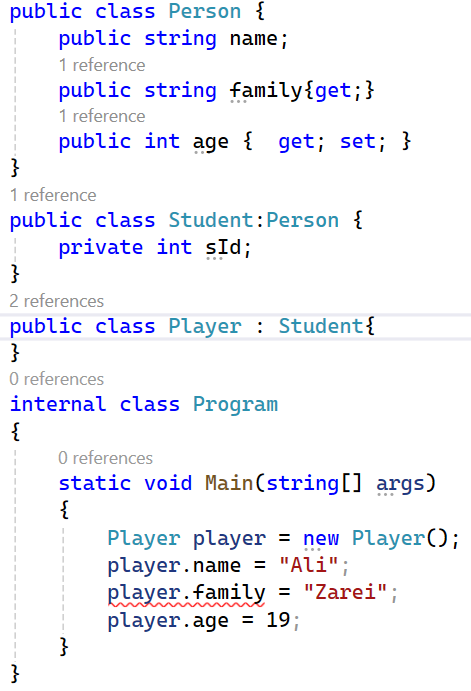 public class Person {
public string name;
1 reference
public string family{get;}
1 reference
public int age {  get; set; }
}
1 reference
public class Student:Person {
private int sId;
}
2 references
public class Player : Student{
}
0 references
internal class Program
{
0 references
static void Main(string[] args)
{
Player player = new Player();
player.name = "Ali";
player.family = "Zarei";
player.age = 19;
}
}